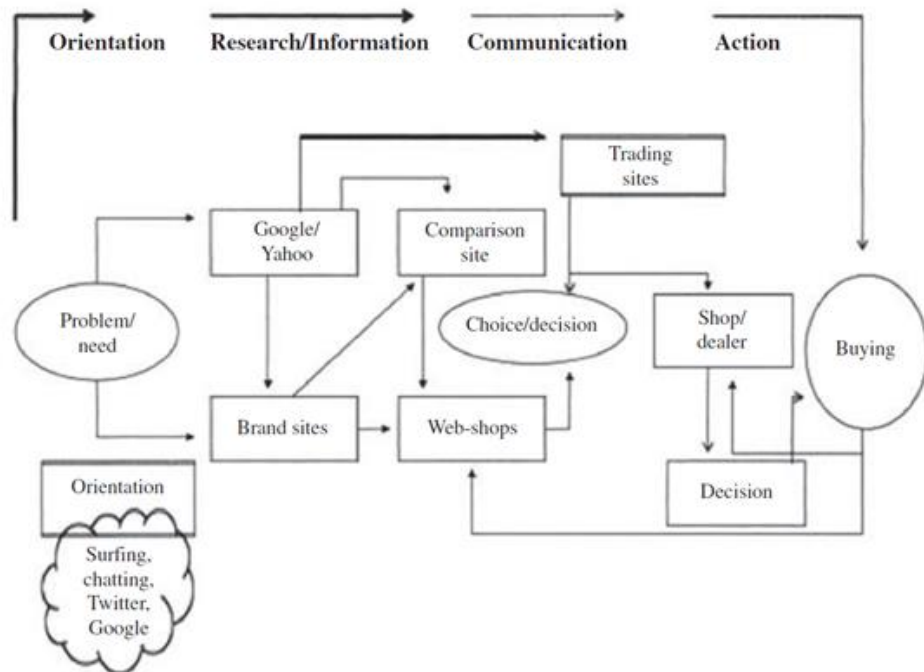 Orientation
Research/Information
Communication
Action
Trading
sites
Google/
Yahoo
Comparison
site
Problem/
need
Choice/decision
Shop/
dealer
Buying
Brand sites
Web-shops
Decision
Orientation
Surfing,
chatting,
Twitter,
Google